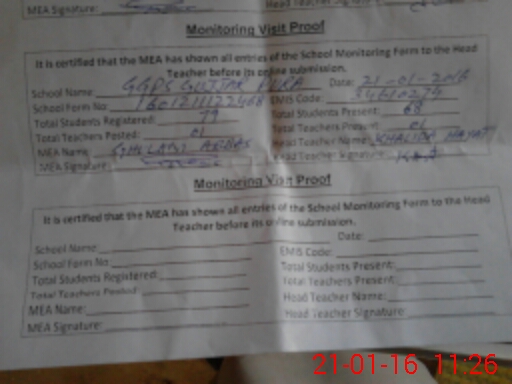 MEA Signature:
Monitoring Visit Proof
It is certified that the MEA has shown all entries of the School Monitoring Form to the Head
Teacher before its online submission.
School Name: GGPS Date: 21-01-2016
School Form No: EMIS Code:
Total Students Registered: 79 Total Students Present: 68
Total Teachers Posted: 01 Total Teachers Present: 01
MEA Name: ABBAS Head Teacher Name: KHALIDA HAYAT
MEA Signature: Head Teacher Signature:
Monitoring Visit Proof
It is certified that the MEA has shown all entries of the School Monitoring Form to the Head
Teacher before its online submission.
School Name: Date:
School Form No: EMIS Code:
Total Students Registered: Total Students Present:
Total Teachers Posted: Total Teachers Present:
MEA Name: Head Teacher Name:
MEA Signature: Head Teacher Signature:
21-01-16 11:26